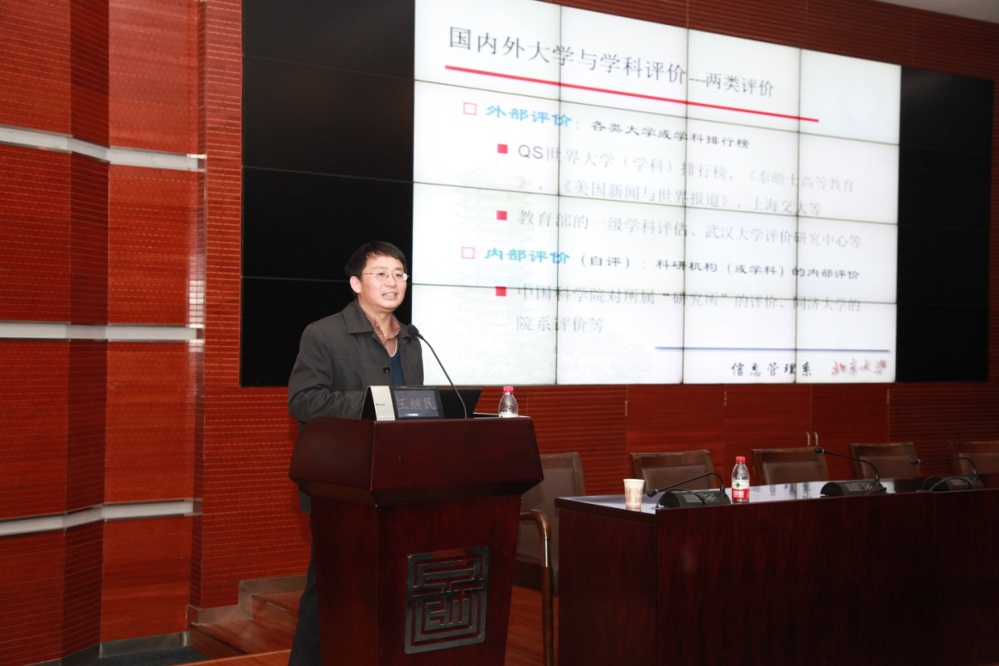 国内外大学与学科评价---两类评价
外部评价：各类大学或学科排行榜
QS世界大学（学科）排行榜、《泰晤士高等教育
》、《美国新闻与世界报道》、上海交大等
教育部的一级学科评估、武汉大学评价研究中心等
内部评价（自评）：科研机构（或学科）的内部评价
中国科学院对所属“研究所”的评价、同济大学的
院系评价等
信息管理系 北京大学
王继民